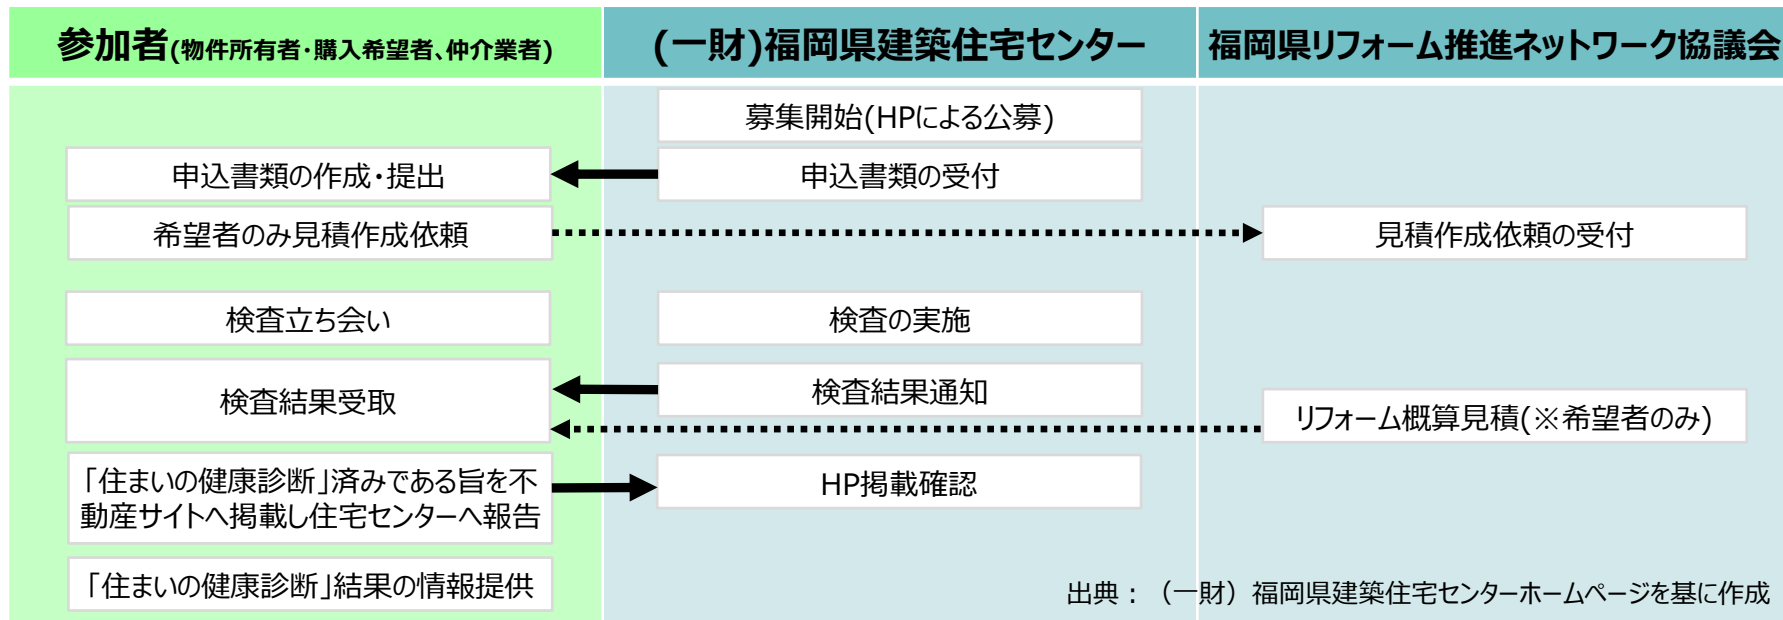 参加者(物件所有者・購入希望者、仲介業者)
(一財)福岡県建築住宅センター
福岡県リフォーム推進ネットワーク協議会
募集開始(HPによる公募)
申込書類の作成・提出
申込書類の受付
希望者のみ見積作成依頼
見積作成依頼の受付
検査立ち会い
検査の実施
検査結果受取
検査結果通知
リフォーム概算見積(※希望者のみ)
「住まいの健康診断」済みである旨を不
動産サイトへ掲載し住宅センターへ報告
HP掲載確認
「住まいの健康診断」結果の情報提供
出典：（一財）福岡県建築住宅センターホームページを基に作成